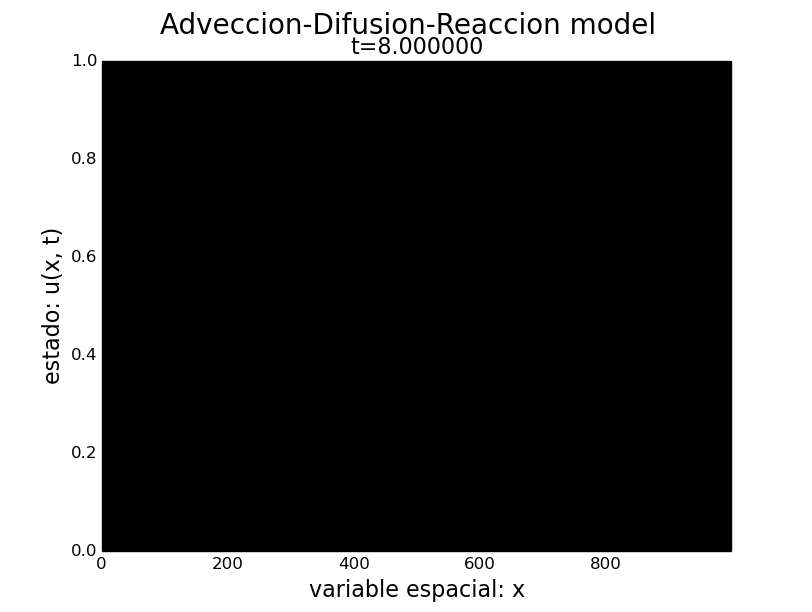 Adveccion-Difusion-Reaccion model
t=8.000000
1.0
0.8
0.6
0.4
0.2
0.0
estado: u(x, t)
0 200 400 600 800
variable espacial: x